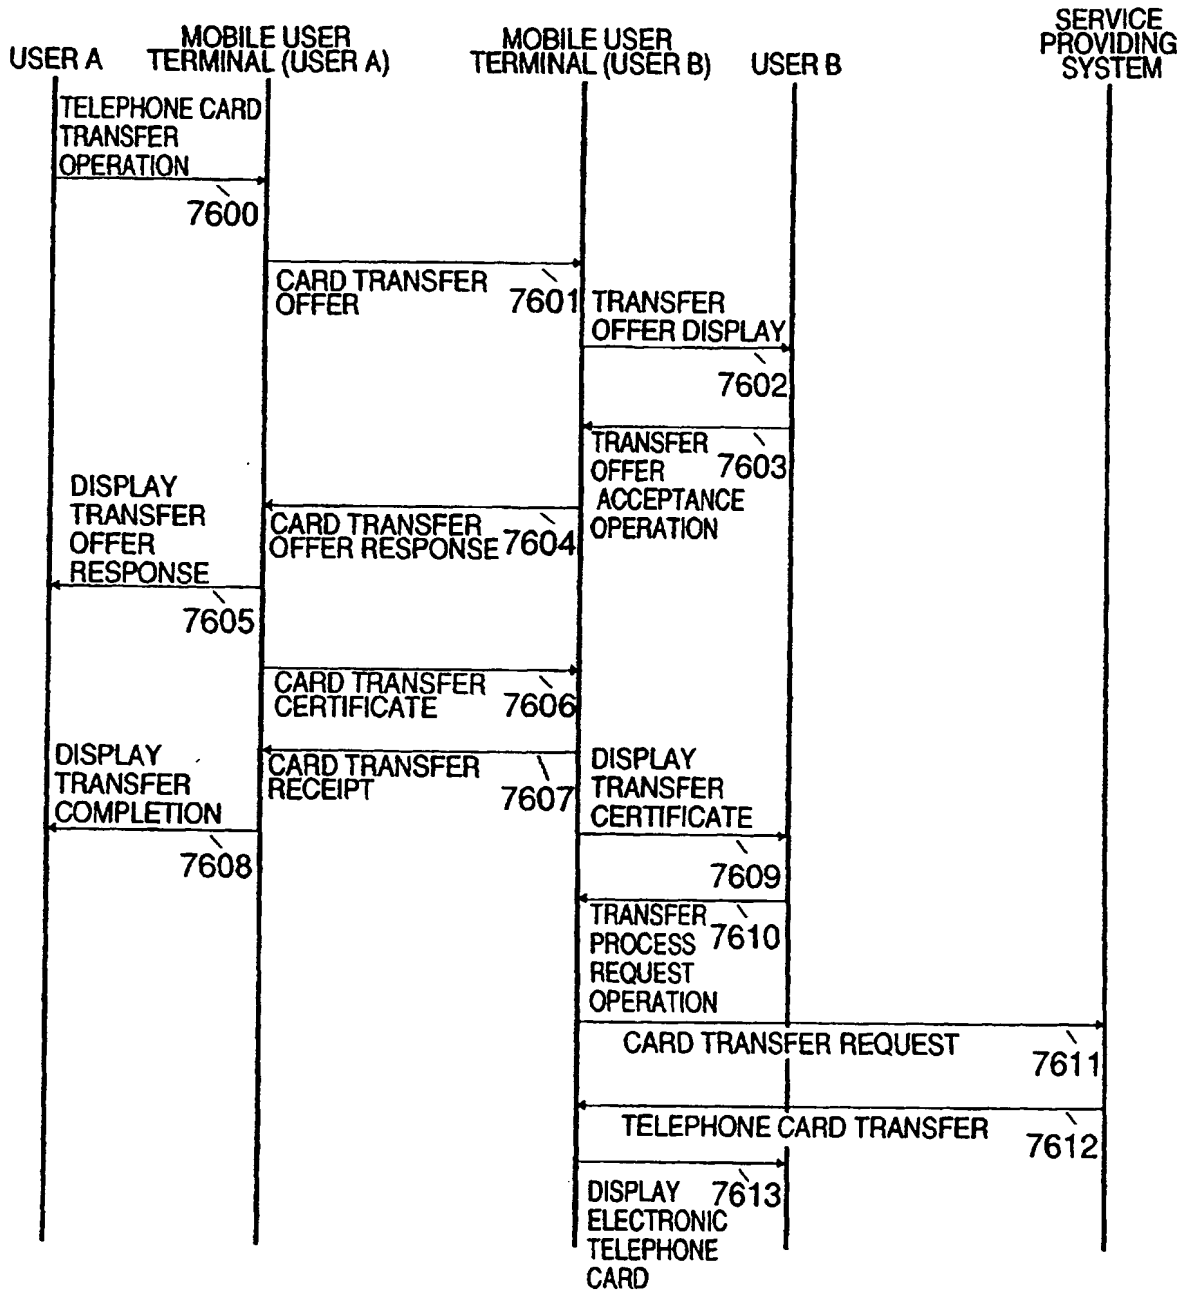 USER A
MOBILE USER
TERMINAL (USER A)
MOBILE USER
TERMINAL (USER B)
USER B
SERVICE
PROVIDING
SYSTEM
TELEPHONE CARD
TRANSFER
OPERATION
7600
CARD TRANSFER
OFFER
7601
TRANSFER
OFFER DISPLAY
7602
TRANSFER
OFFER
ACCEPTANCE
OPERATION
7603
CARD TRANSFER
OFFER RESPONSE
7604
DISPLAY
TRANSFER
OFFER
RESPONSE
7605
CARD TRANSFER
CERTIFICATE
7606
CARD TRANSFER
RECEIPT
7607
DISPLAY
TRANSFER
COMPLETION
7608
DISPLAY
TRANSFER
CERTIFICATE
7609
TRANSFER
PROCESS
REQUEST
OPERATION
7610
CARD TRANSFER REQUEST
7611
TELEPHONE CARD TRANSFER
7612
DISPLAY
ELECTRONIC
TELEPHONE
CARD
7613